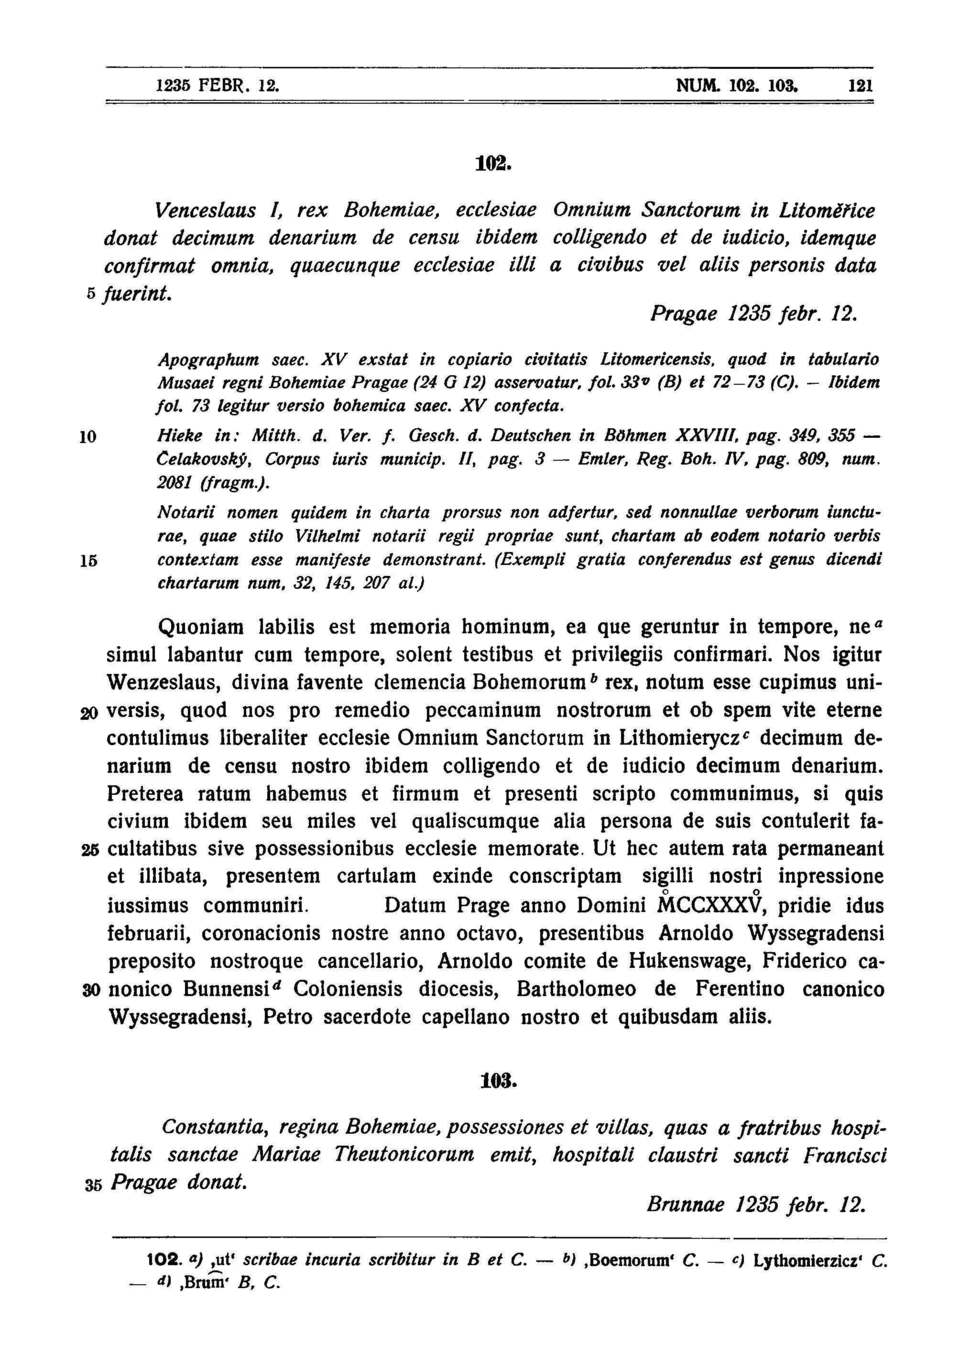 1235 FEBR. 12. NUM. 102. 103. 121
102.
Venceslaus I, rex Bohemiae, ecclesiae Omnium Sanctorum in Litoměřice
donat decimum denarium de censu ibidem colligendo et de iudicio, idemque
confirmat omnia, quaecunque ecclesiae illi a civibus vel aliis personis data
5 fuerint.
Pragae 1235 febr. 12.
Apographum saec. XV exstat in copiario civitatis Litomericensis, quod in tabulario
Musaei regni Bohemiae Pragae (24 G 12) asservatur, fol. 33ᵛ (B) et 72–73 (C). — Ibidem
fol. 73 legitur versio bohemica saec. XV confecta.
10 Hieke in: Mitth. d. Ver. f. Gesch. d. Deutschen in Böhmen XXVIII, pag. 349, 355 —
Čelakovský, Corpus iuris municip. II, pag. 3 — Emler, Reg. Boh. IV, pag. 809, num.
2081 (fragm.).
Notarii nomen quidem in charta prorsus non adfertur, sed nonnullae verborum iunctu-
rae, quae stilo Vilhelmi notarii regii propriae sunt, chartam ab eodem notario verbis
15 contextam esse manifeste demonstrant. (Exempli gratia conferendus est genus dicendi
chartarum num, 32, 145, 207 al.)
Quoniam labilis est memoria hominum, ea que geruntur in tempore, ne ᵃ
simul labantur cum tempore, solent testibus et privilegiis confirmari. Nos igitur
Wenzeslaus, divina favente clemencia Bohemorum ᵇ rex, notum esse cupimus uni-
20 versis, quod nos pro remedio peccaminum nostrorum et ob spem vite eterne
contulimus liberaliter ecclesie Omnium Sanctorum in Lithomierycz ᶜ decimum de-
narium de censu nostro ibidem colligendo et de iudicio decimum denarium.
Preterea ratum habemus et firmum et presenti scripto communimus, si quis
civium ibidem seu miles vel qualiscumque alia persona de suis contulerit fa-
25 cultatibus sive possessionibus ecclesie memorate. Ut hec autem rata permaneant
et illibata, presentem cartulam exinde conscriptam sigilli nostri inpressione
iussimus communiri. Datum Prage anno Domini M̊CCXXXV̊, pridie idus
februarii, coronacionis nostre anno octavo, presentibus Arnoldo Wyssegradensi
preposito nostroque cancellario, Arnoldo comite de Hukenswage, Friderico ca-
30 nonico Bunnensi ᵈ Coloniensis diocesis, Bartholomeo de Ferentino canonico
Wyssegradensi, Petro sacerdote capellano nostro et quibusdam aliis.
103.
Constantia, regina Bohemiae, possessiones et villas, quas a fratribus hospi-
talis sanctae Mariae Theutonicorum emit, hospitali claustri sancti Francisci
35 Pragae donat.
Brunnae 1235 febr. 12.
102. a) ‚ut‘ scribae incuria scribitur in B et C. — b) ‚Boemorum‘ C. — c) Lythomierzicz‘ C.
— d) ‚Brum̑‘ B, C.